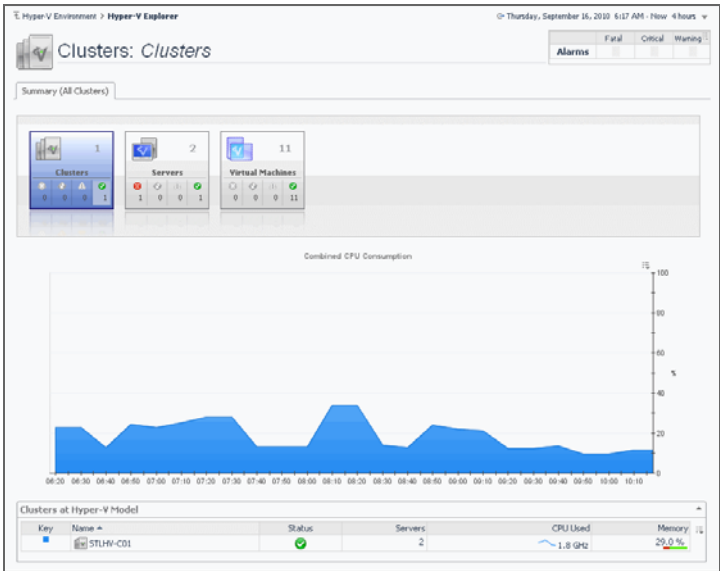 Hyper-V Environment > Hyper-V Explorer
Thursday, September 16, 2010 6:17 AM - Now 4 hours
Clusters: Clusters
Fatal Critical Warning
Alarms
Summary (All Clusters)
1 2 11
Clusters Servers Virtual Machines
0 0 0 1 1 0 0 1 0 0 0 11
Combined CPU Consumption
100
80
60
%
40
20
0
06:20 06:30 06:40 06:50 07:00 07:10 07:20 07:30 07:40 07:50 08:00 08:10 08:20 08:30 08:40 08:50 09:00 09:10 09:20 09:30 09:40 09:50 10:00 10:10
Clusters at Hyper-V Model
Key Name Status Servers CPU Used Memory
STLHV-C01 2 1.8 GHz 29.0 %